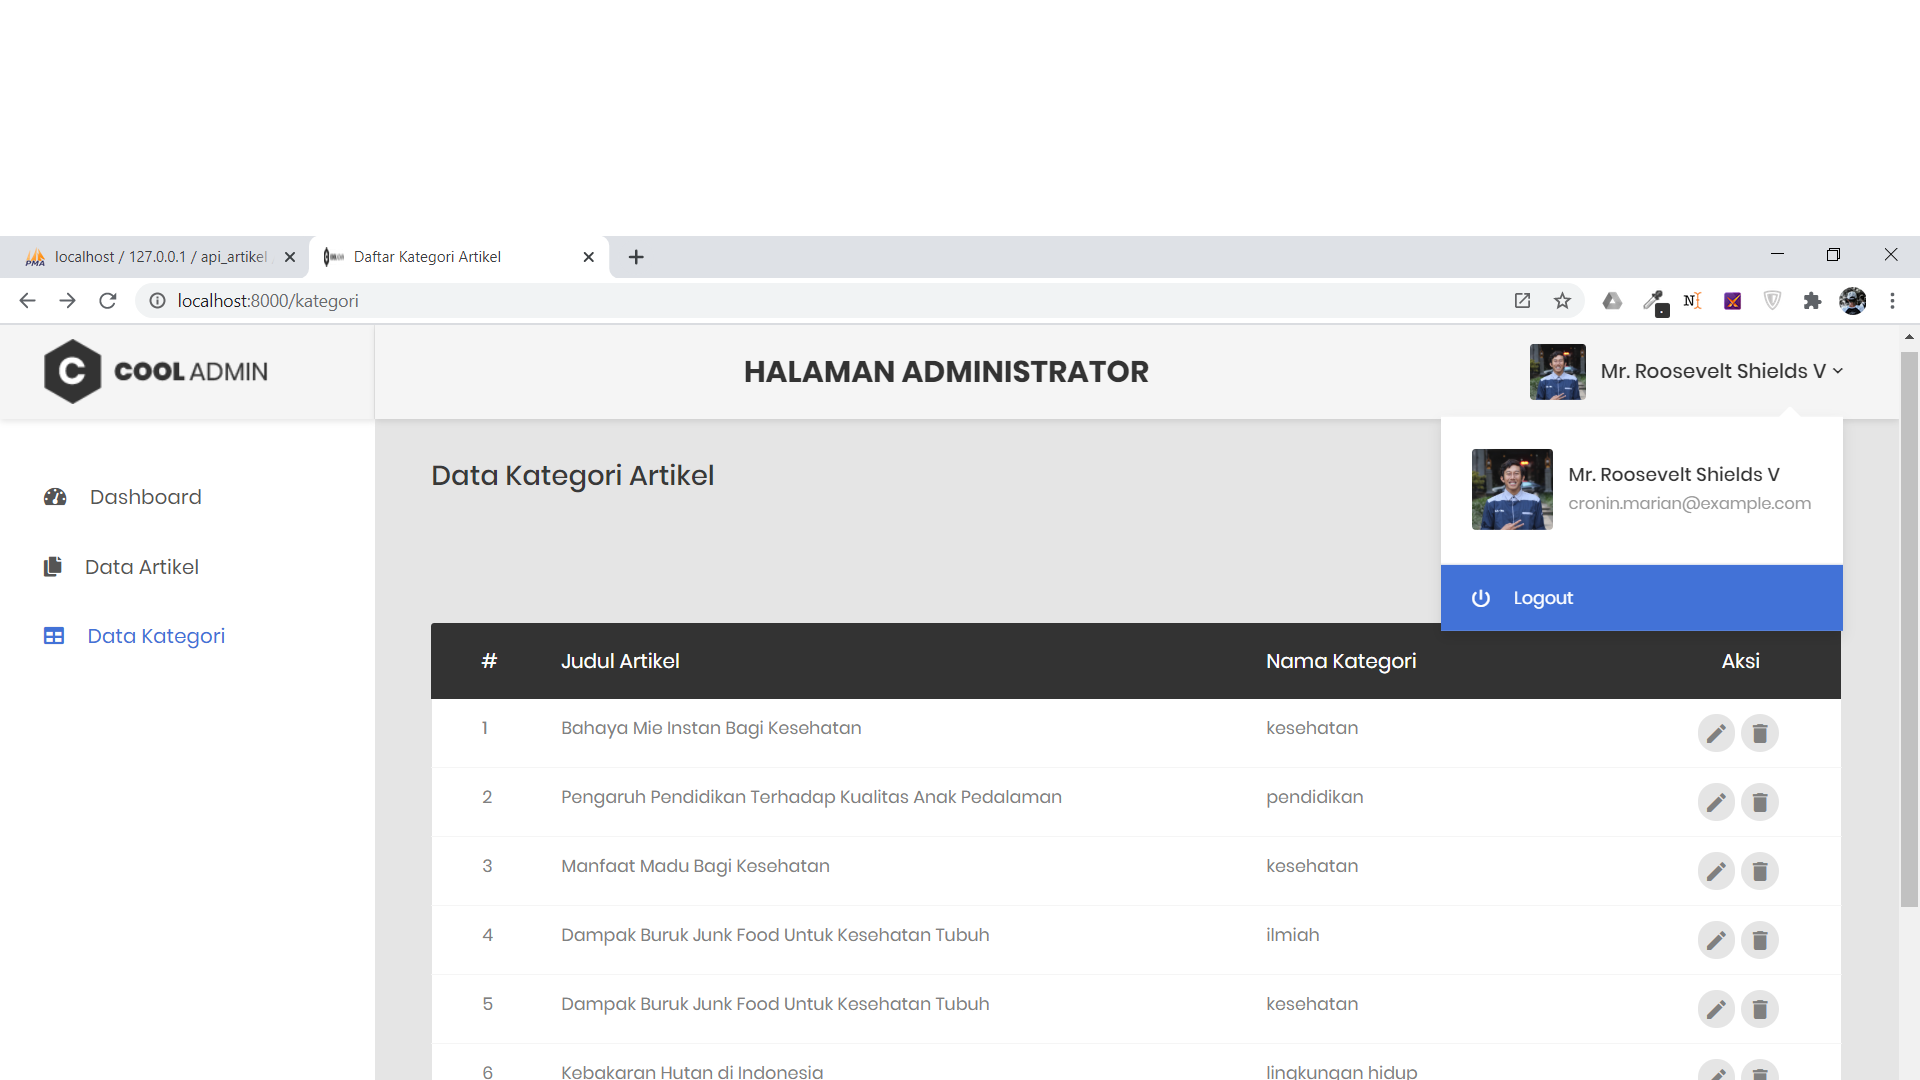 localhost / 127.0.0.1 / api_artikel
Daftar Kategori Artikel
localhost:8000/kategori
C COOL ADMIN
HALAMAN ADMINISTRATOR
Mr. Roosevelt Shields V
Mr. Roosevelt Shields V
cronin.marian@example.com
Logout
Dashboard
Data Artikel
Data Kategori
Data Kategori Artikel
# Judul Artikel Nama Kategori Aksi
1 Bahaya Mie Instan Bagi Kesehatan kesehatan
2 Pengaruh Pendidikan Terhadap Kualitas Anak Pedalaman pendidikan
3 Manfaat Madu Bagi Kesehatan kesehatan
4 Dampak Buruk Junk Food Untuk Kesehatan Tubuh ilmiah
5 Dampak Buruk Junk Food Untuk Kesehatan Tubuh kesehatan
6 Kebakaran Hutan di Indonesia lingkungan hidup